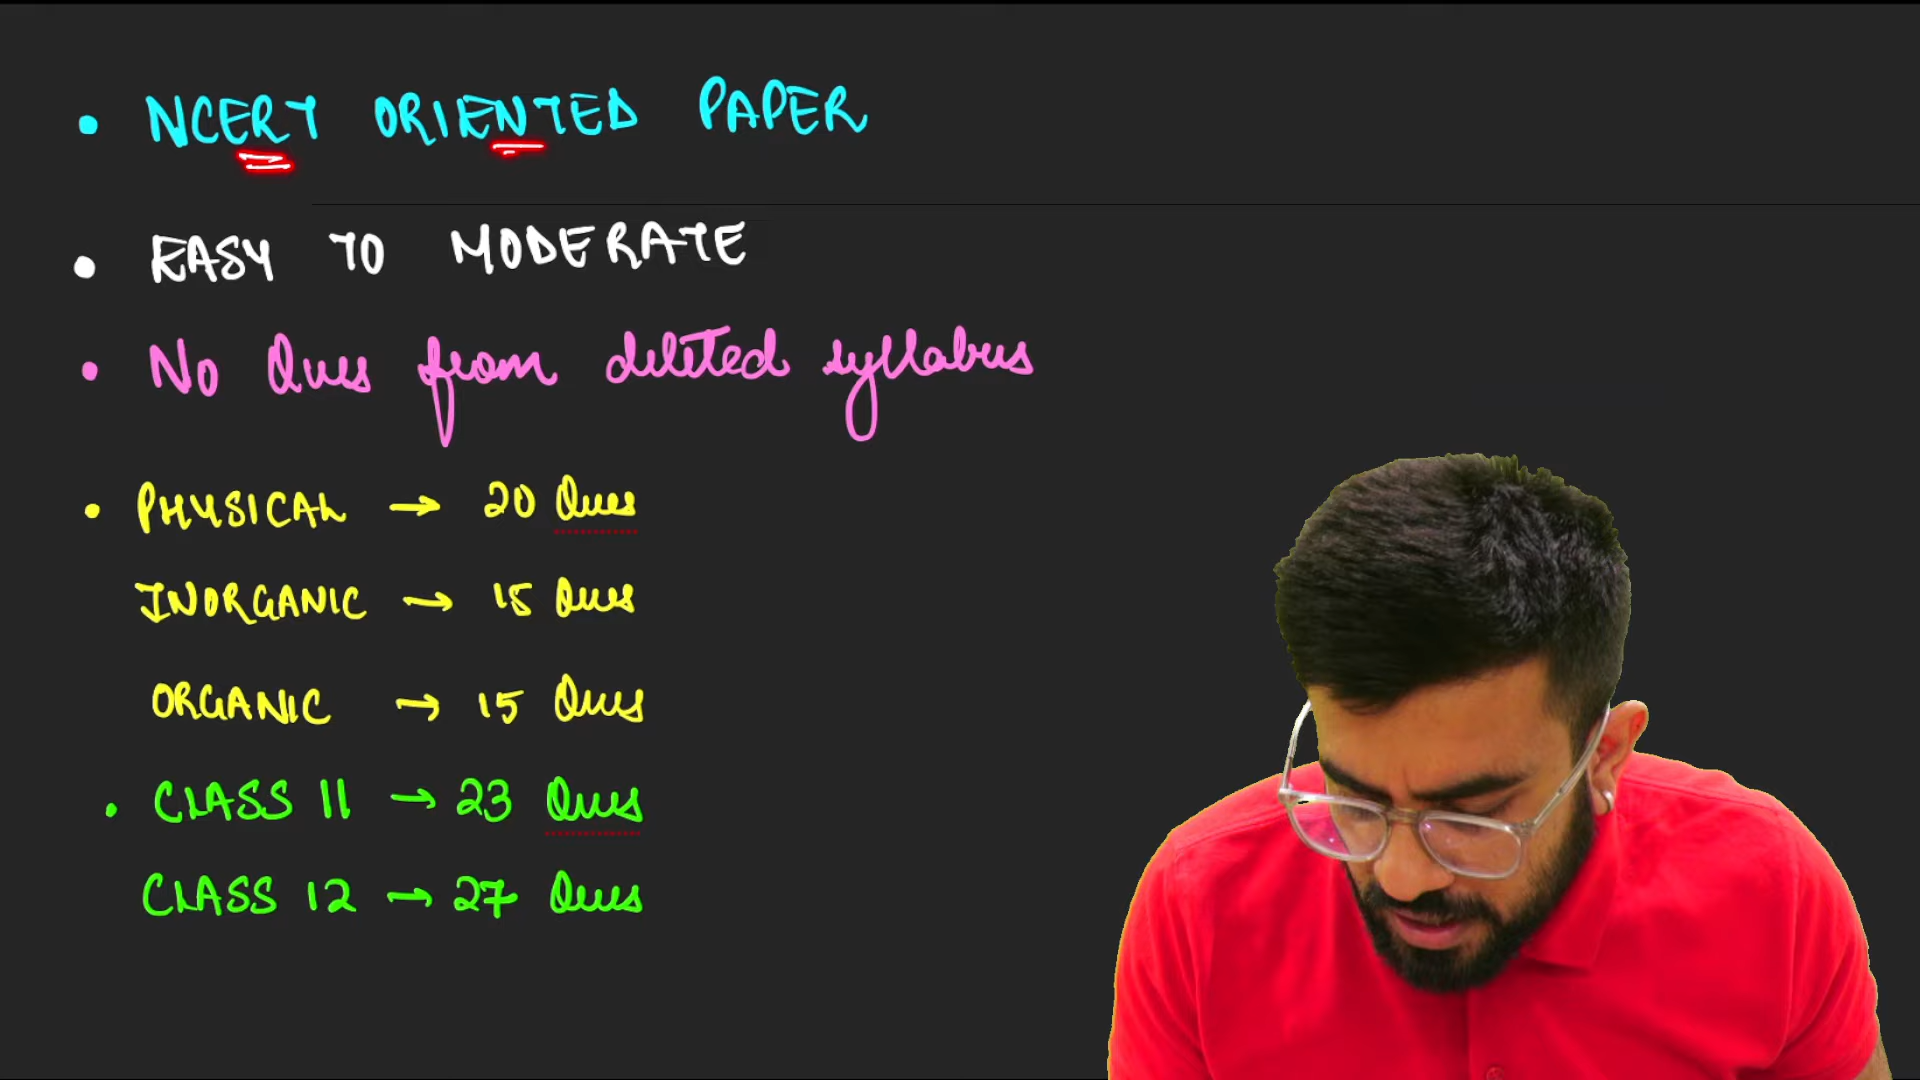 • NCERT ORIENTED PAPER
• EASY TO MODERATE
• No Ques from deleted syllabus
• PHYSICAL → 20 Ques
INORGANIC → 15 Ques
ORGANIC → 15 Ques
• CLASS 11 → 23 Ques
CLASS 12 → 27 Ques